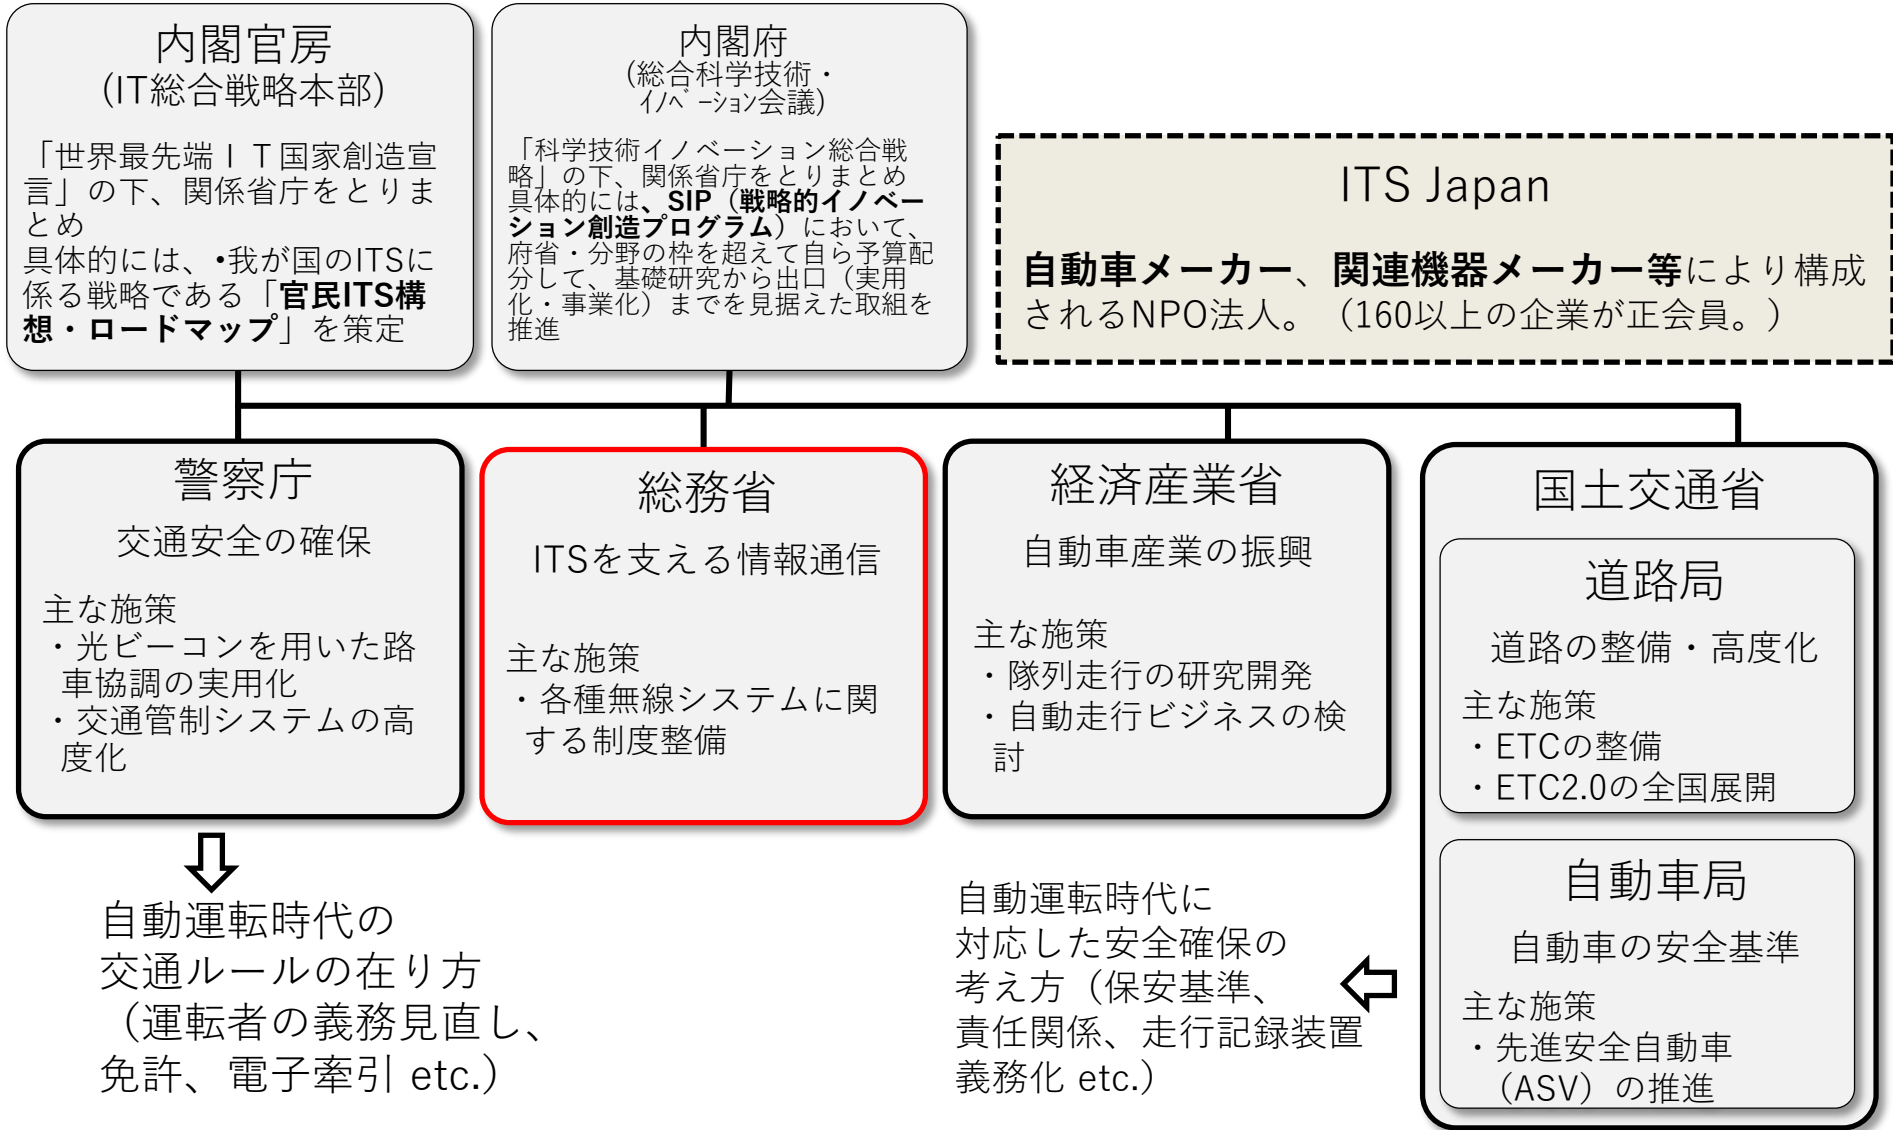 内閣官房
(IT総合戦略本部)
「世界最先端ＩＴ国家創造宣
言」の下、関係省庁をとりま
とめ
具体的には、•我が国のITSに
係る戦略である「官民ITS構
想・ロードマップ」を策定
内閣府
(総合科学技術・
ｲﾉﾍﾞｰｼｮﾝ会議)
「科学技術イノベーション総合戦
略」の下、関係省庁をとりまとめ
具体的には、SIP（戦略的イノベー
ション創造プログラム）において、
府省・分野の枠を超えて自ら予算配
分して、基礎研究から出口（実用
化・事業化）までを見据えた取組を
推進
ITS Japan
自動車メーカー、関連機器メーカー等により構成
されるNPO法人。（160以上の企業が正会員。）
警察庁
交通安全の確保
主な施策
・光ビーコンを用いた路
車協調の実用化
・交通管制システムの高
度化
総務省
ITSを支える情報通信
主な施策
・各種無線システムに関
する制度整備
経済産業省
自動車産業の振興
主な施策
・隊列走行の研究開発
・自動走行ビジネスの検
討
国土交通省
道路局
道路の整備・高度化
主な施策
・ETCの整備
・ETC2.0の全国展開
自動車局
自動車の安全基準
主な施策
・先進安全自動車
（ASV）の推進
自動運転時代の
交通ルールの在り方
（運転者の義務見直し、
免許、電子牽引 etc.）
自動運転時代に
対応した安全確保の
考え方（保安基準、
責任関係、走行記録装置
義務化 etc.）